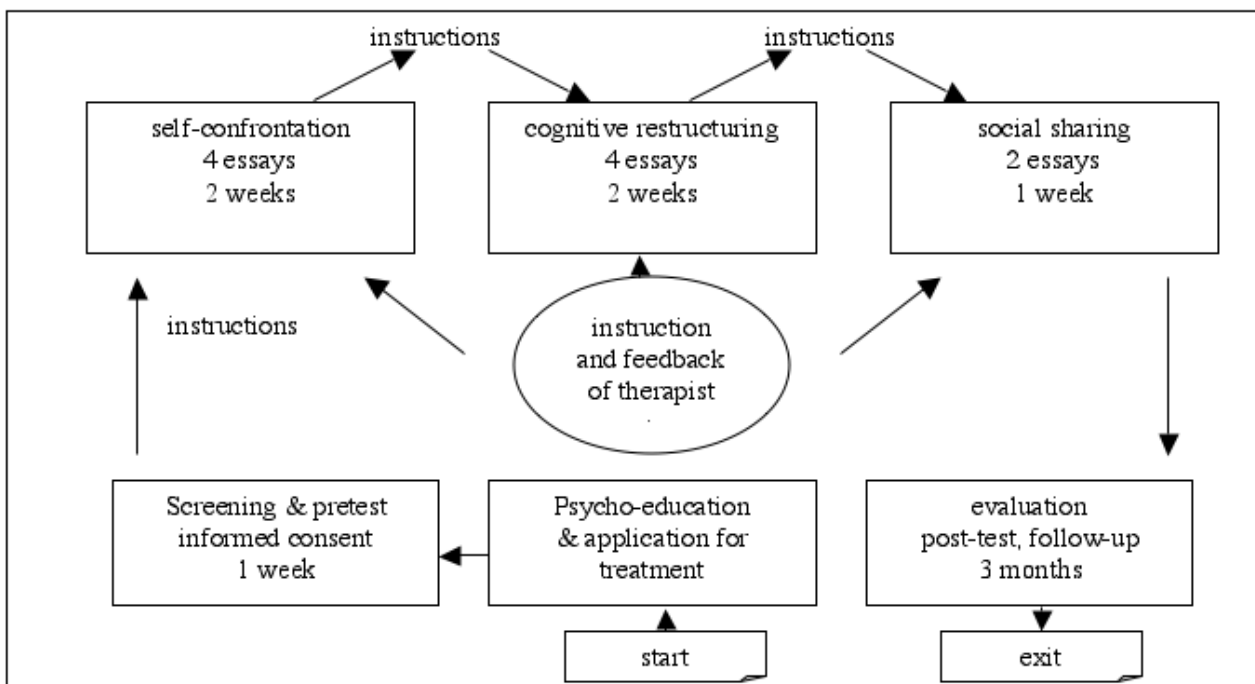 instructions
instructions
self-confrontation
4 essays
2 weeks
cognitive restructuring
4 essays
2 weeks
social sharing
2 essays
1 week
instructions
instruction
and feedback
of therapist
.
Screening & pretest
informed consent
1 week
Psycho-education
& application for
treatment
evaluation
post-test, follow-up
3 months
start
exit